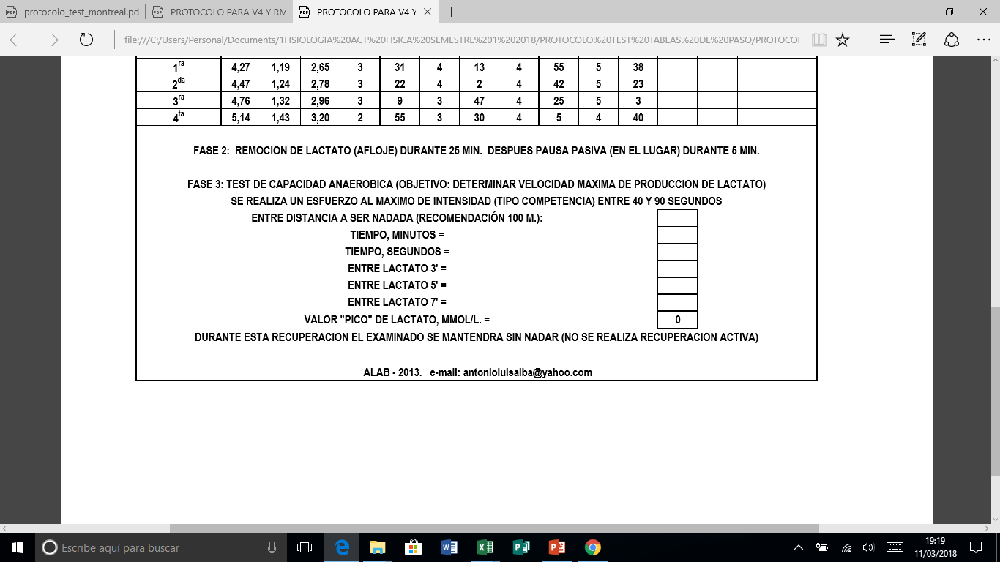 protocolo_test_montreal.pd
PROTOCOLO PARA V4 Y RM
PROTOCOLO PARA V4 Y
file:///C:/Users/Personal/Documents/1FISIOLOGIA%20ACT%20FISICA%20SEMESTRE%201%202018/PROTOCOLO%20TEST%20TABLAS%20DE%20PASO/PROTOCOL
1ra 4,27 1,19 2,65 3 31 4 13 4 55 5 38
2da 4,47 1,24 2,78 3 22 4 2 4 42 5 23
3ra 4,76 1,32 2,96 3 9 3 47 4 25 5 3
4ta 5,14 1,43 3,20 2 55 3 30 4 5 4 40
FASE 2: REMOCION DE LACTATO (AFLOJE) DURANTE 25 MIN. DESPUES PAUSA PASIVA (EN EL LUGAR) DURANTE 5 MIN.
FASE 3: TEST DE CAPACIDAD ANAEROBICA (OBJETIVO: DETERMINAR VELOCIDAD MAXIMA DE PRODUCCION DE LACTATO)
SE REALIZA UN ESFUERZO AL MAXIMO DE INTENSIDAD (TIPO COMPETENCIA) ENTRE 40 Y 90 SEGUNDOS
ENTRE DISTANCIA A SER NADADA (RECOMENDACIÓN 100 M.):
TIEMPO, MINUTOS =
TIEMPO, SEGUNDOS =
ENTRE LACTATO 3' =
ENTRE LACTATO 5' =
ENTRE LACTATO 7' =
VALOR "PICO" DE LACTATO, MMOL/L. = 0
DURANTE ESTA RECUPERACION EL EXAMINADO SE MANTENDRA SIN NADAR (NO SE REALIZA RECUPERACION ACTIVA)
ALAB - 2013. e-mail: antonioluisalba@yahoo.com
Escribe aquí para buscar
19:19
11/03/2018